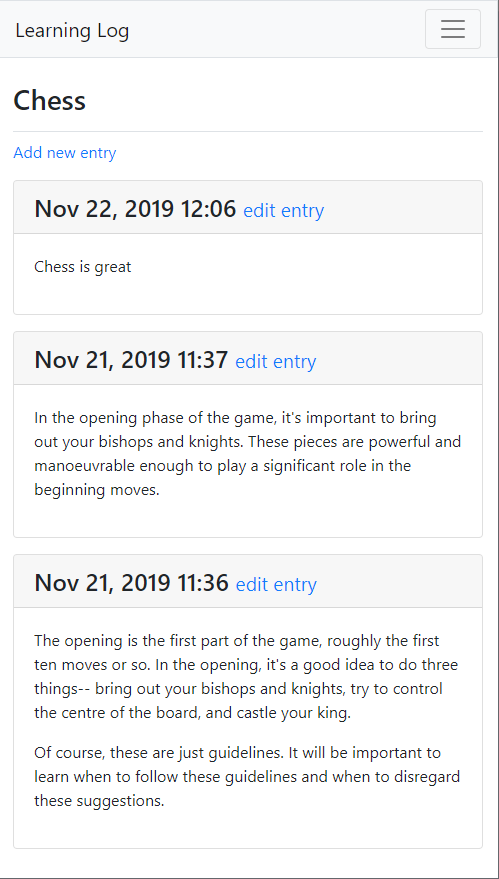 Learning Log
Chess
Add new entry
Nov 22, 2019 12:06 edit entry
Chess is great
Nov 21, 2019 11:37 edit entry
In the opening phase of the game, it's important to bring
out your bishops and knights. These pieces are powerful and
manoeuvrable enough to play a significant role in the
beginning moves.
Nov 21, 2019 11:36 edit entry
The opening is the first part of the game, roughly the first
ten moves or so. In the opening, it's a good idea to do three
things-- bring out your bishops and knights, try to control
the centre of the board, and castle your king.
Of course, these are just guidelines. It will be important to
learn when to follow these guidelines and when to disregard
these suggestions.